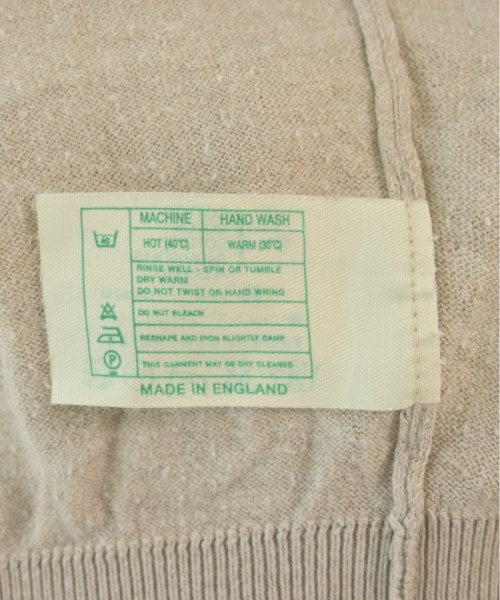 MACHINE HAND WASH
40 HOT (40°C) WARM (30°C)
RINSE WELL - SPIN OR TUMBLE
DRY WARM
DO NOT TWIST OR HAND WRING
DO NOT BLEACH
RESHAPE AND IRON SLIGHTLY DAMP
P THIS GARMENT MAY BE DRY CLEANED
MADE IN ENGLAND